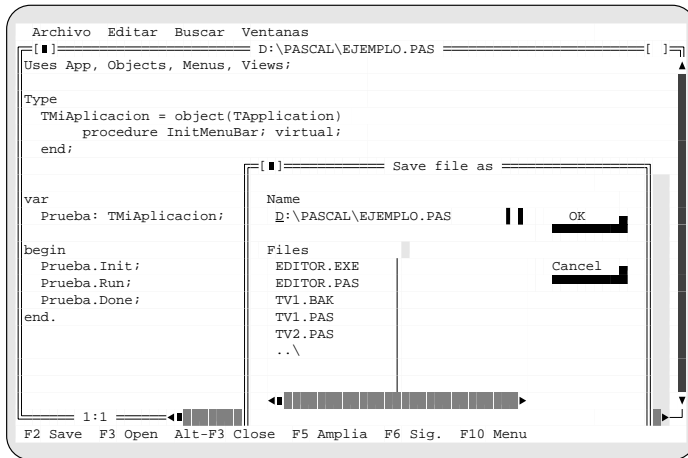 Archivo Editar Buscar Ventanas
[ ] D:\PASCAL\EJEMPLO.PAS [ ]
Uses App, Objects, Menus, Views;
Type
TMiAplicacion = object(TApplication)
procedure InitMenuBar; virtual;
end;
var
Prueba: TMiAplicacion;
begin
Prueba.Init;
Prueba.Run;
Prueba.Done;
end.
[ ] Save file as
Name
D:\PASCAL\EJEMPLO.PAS
OK
Files
Cancel
EDITOR.EXE
EDITOR.PAS
TV1.BAK
TV1.PAS
TV2.PAS
..\
1:1
F2 Save F3 Open Alt-F3 Close F5 Amplia F6 Sig. F10 Menu